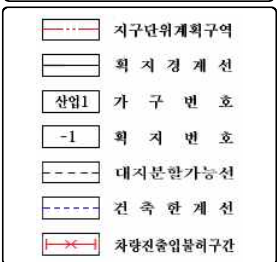 지구단위계획구역
획 지 경 계 선
산업1 가 구 번 호
-1 획 지 번 호
대지분할가능선
건 축 한 계 선
차량진출입불허구간